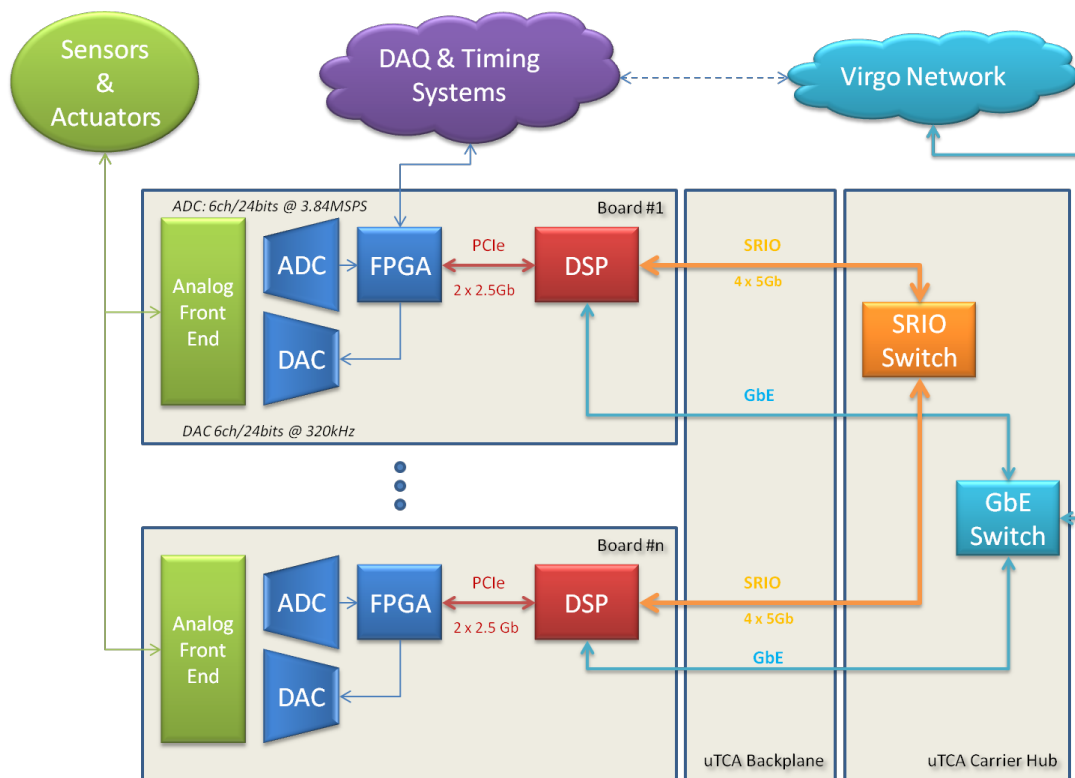 Sensors
&
Actuators
DAQ & Timing
Systems
Virgo Network
ADC: 6ch/24bits @ 3.84MSPS
Board #1
Analog
Front
End
ADC
DAC
FPGA
PCIe
2 x 2.5Gb
DSP
SRIO
4 x 5Gb
SRIO
Switch
GbE
DAC 6ch/24bits @ 320kHz
GbE
Switch
Board #n
Analog
Front
End
ADC
DAC
FPGA
PCIe
2 x 2.5 Gb
DSP
SRIO
4 x 5Gb
GbE
uTCA Backplane
uTCA Carrier Hub